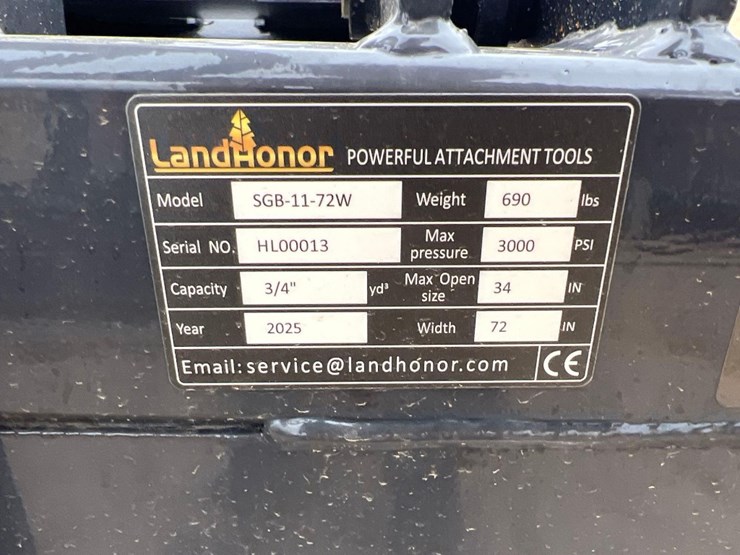 LandHonor POWERFUL ATTACHMENT TOOLS
Model SGB-11-72W Weight 690 lbs
Serial NO. HL00013 Max pressure 3000 PSI
Capacity 3/4" yd³ Max Open size 34 IN
Year 2025 Width 72 IN
Email: service@landhonor.com CE